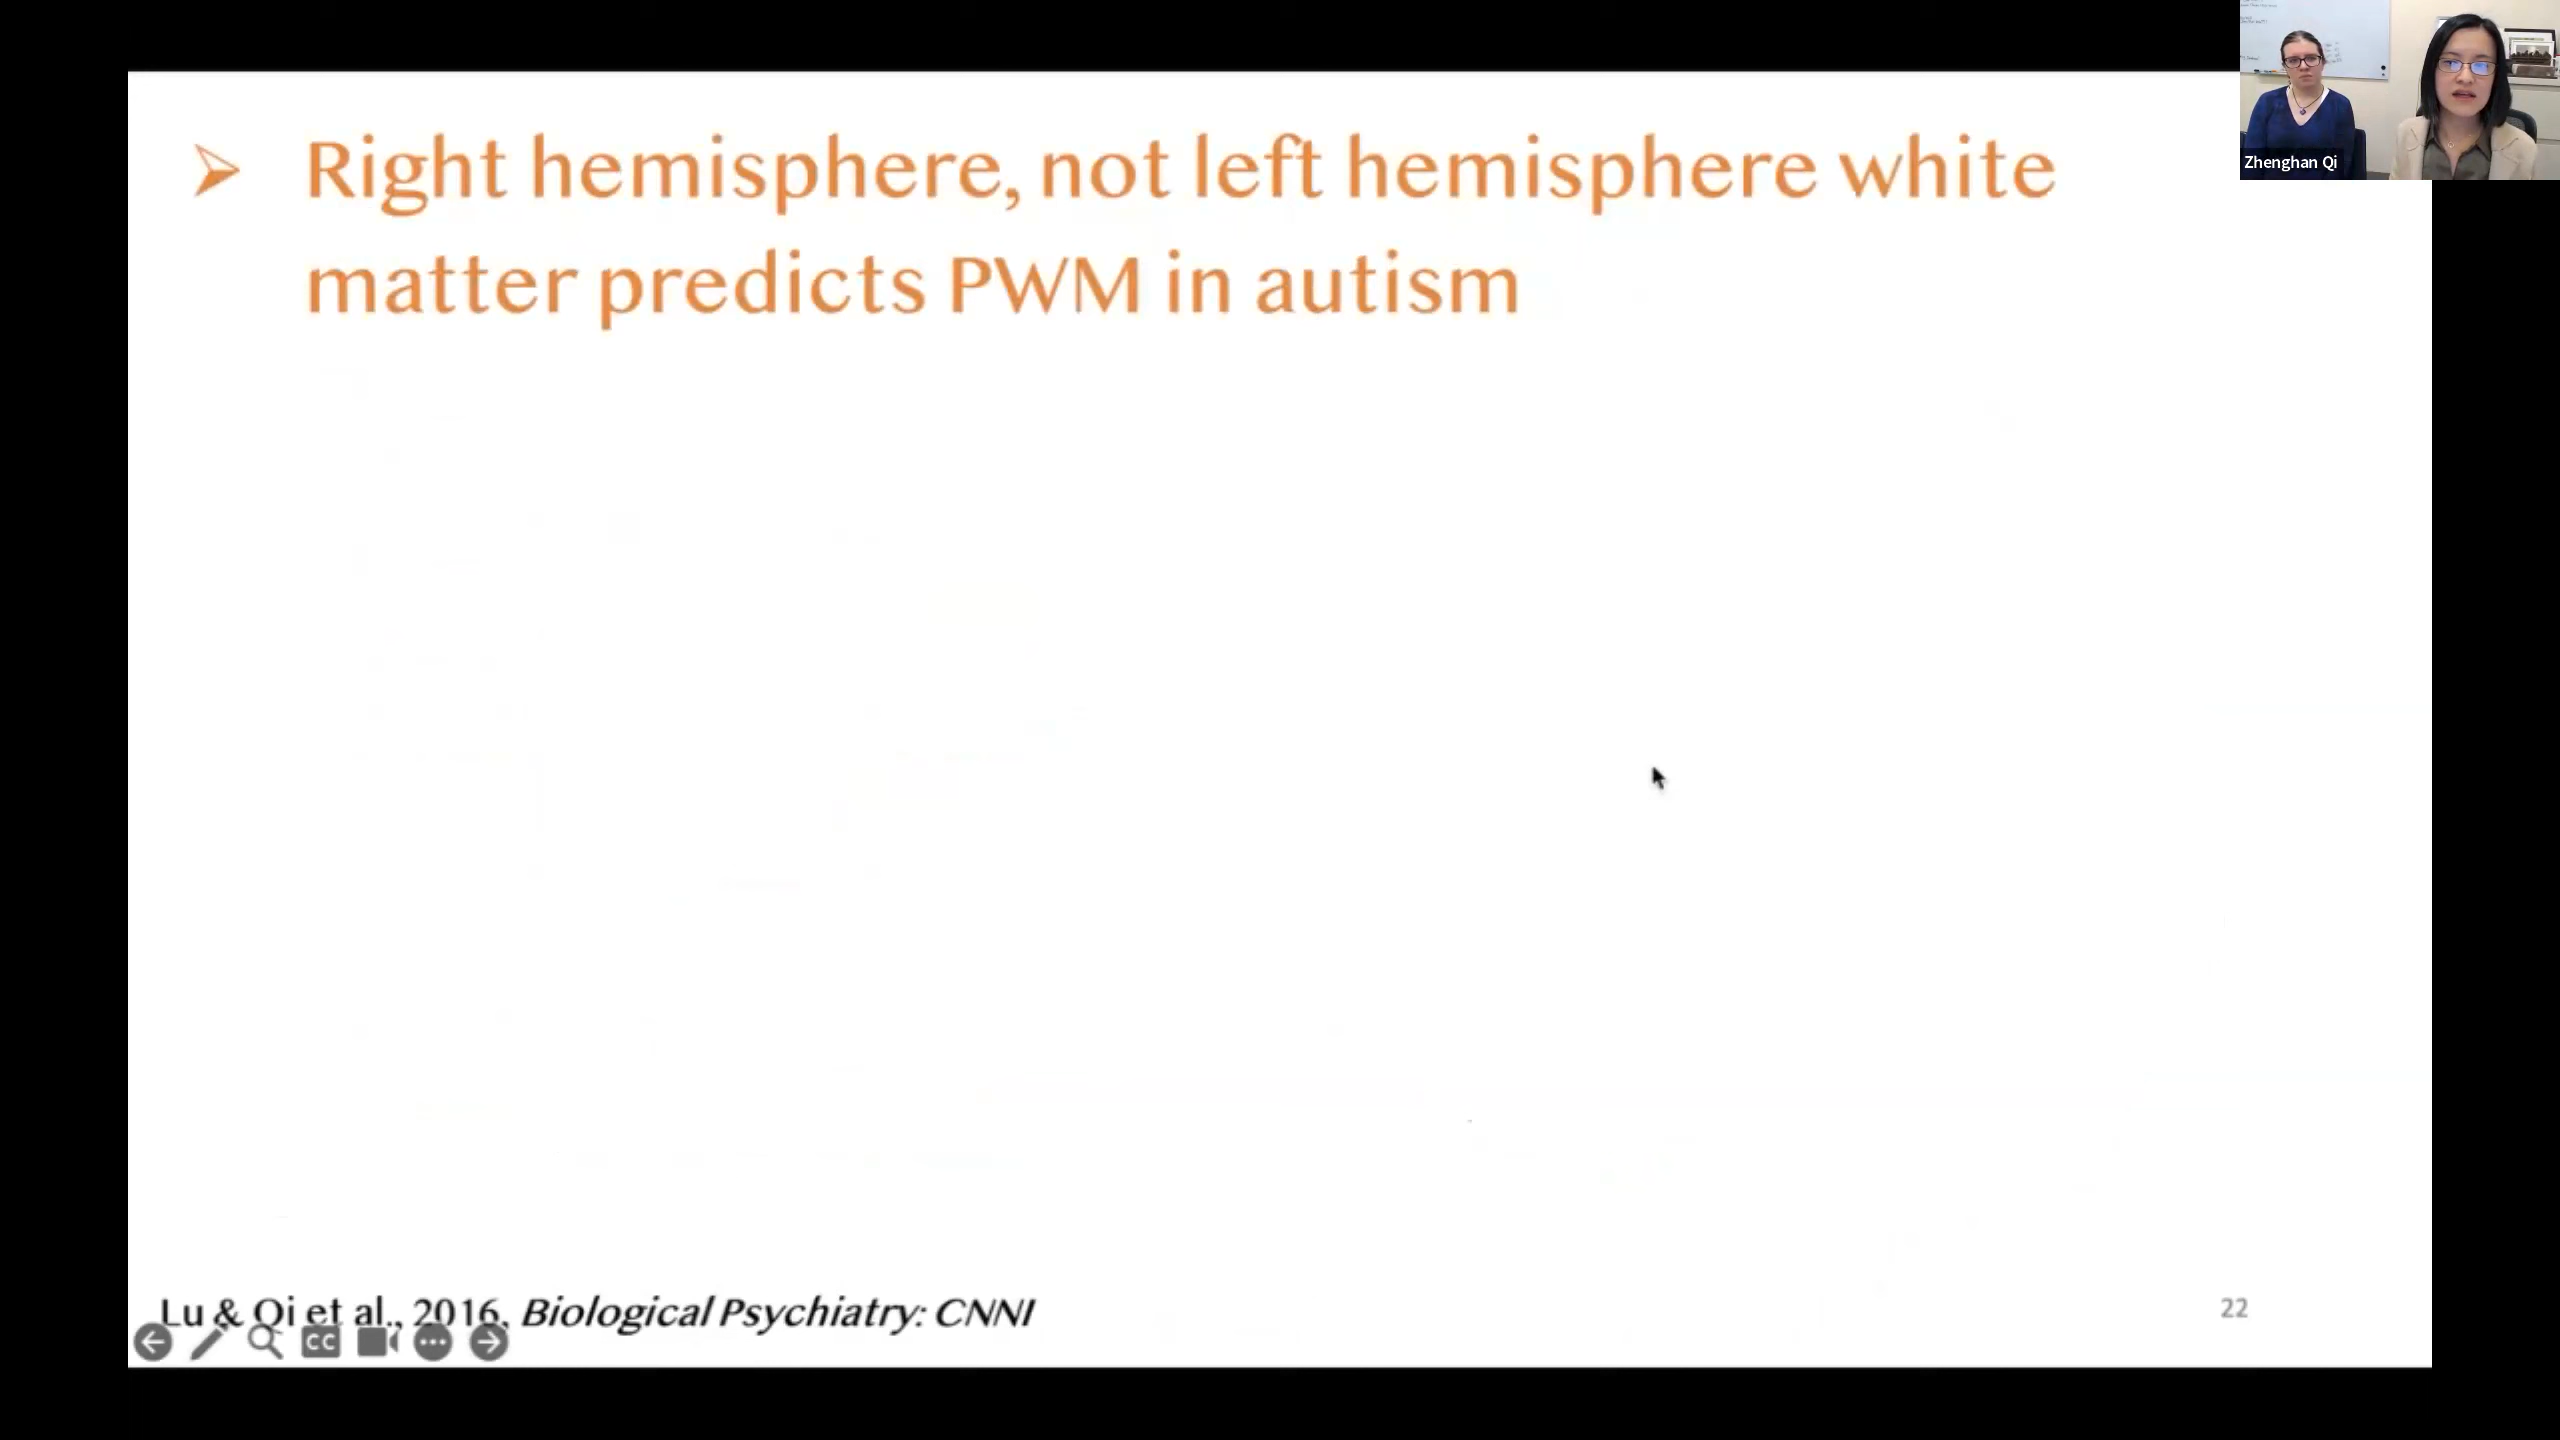 Right hemisphere, not left hemisphere white
matter predicts PWM in autism
Zhenghan Qi
Lu & Qi et al., 2016, Biological Psychiatry: CNNI
CC
22